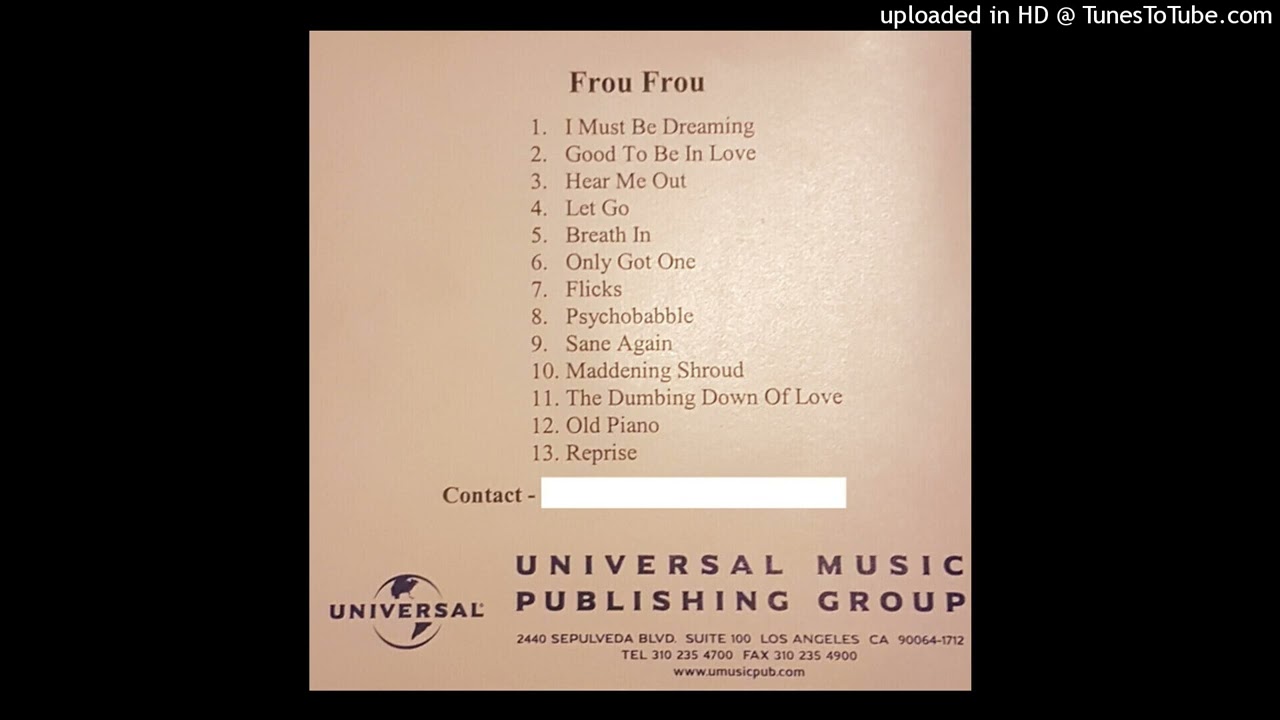 uploaded in HD @ TunesToTube.com
Frou Frou
1. I Must Be Dreaming
2. Good To Be In Love
3. Hear Me Out
4. Let Go
5. Breath In
6. Only Got One
7. Flicks
8. Psychobabble
9. Sane Again
10. Maddening Shroud
11. The Dumbing Down Of Love
12. Old Piano
13. Reprise
Contact -
UNIVERSAL MUSIC
PUBLISHING GROUP
UNIVERSAL®
2440 SEPULVEDA BLVD. SUITE 100 LOS ANGELES CA 90064-1712
TEL 310 235 4700 FAX 310 235 4900
www.umusicpub.com